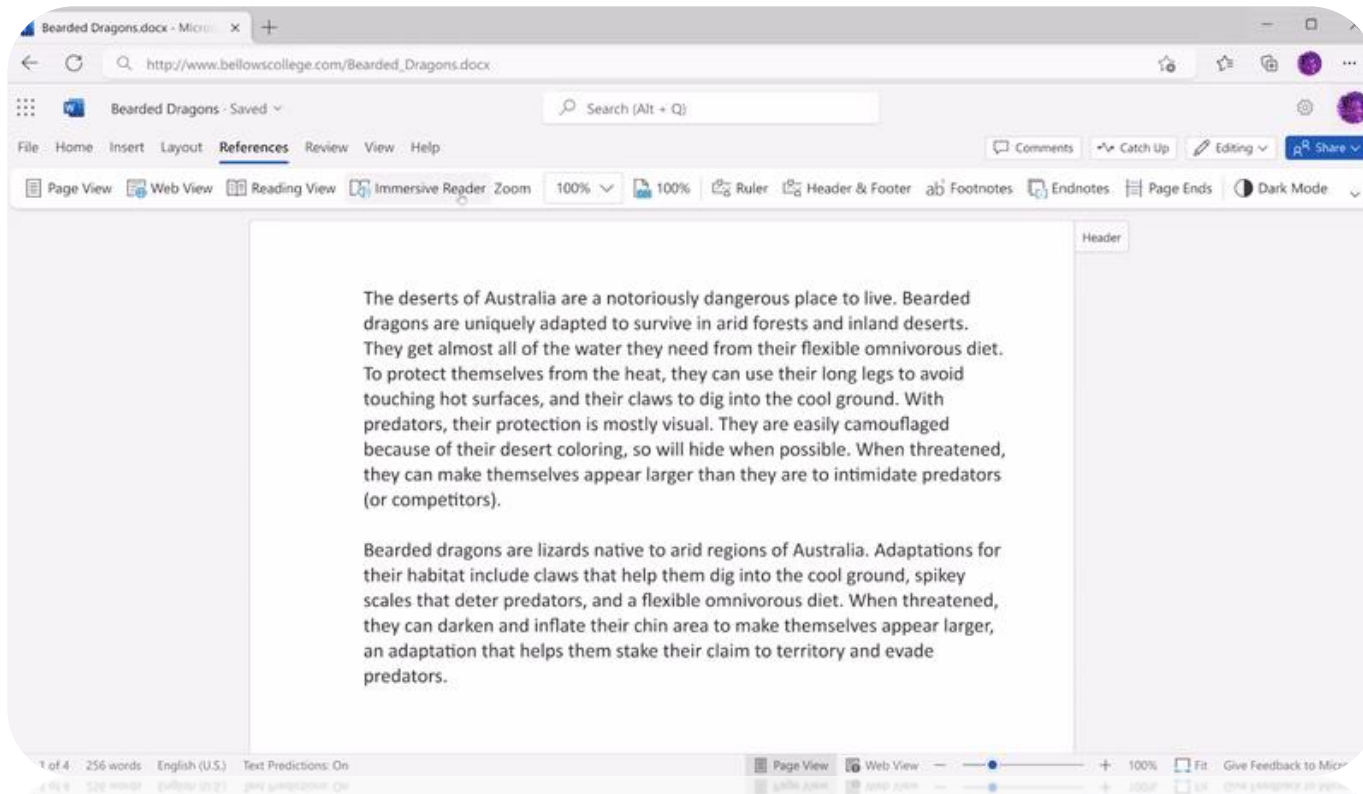 Bearded Dragons.docx - Micro
http://www.bellowscollege.com/Bearded_Dragons.docx
Bearded Dragons · Saved
Search (Alt + Q)
File Home Insert Layout References Review View Help
Comments Catch Up Editing Share
Page View Web View Reading View Immersive Reader Zoom 100% 100% Ruler Header & Footer Footnotes Endnotes Page Ends Dark Mode
Header
The deserts of Australia are a notoriously dangerous place to live. Bearded
dragons are uniquely adapted to survive in arid forests and inland deserts.
They get almost all of the water they need from their flexible omnivorous diet.
To protect themselves from the heat, they can use their long legs to avoid
touching hot surfaces, and their claws to dig into the cool ground. With
predators, their protection is mostly visual. They are easily camouflaged
because of their desert coloring, so will hide when possible. When threatened,
they can make themselves appear larger than they are to intimidate predators
(or competitors).
Bearded dragons are lizards native to arid regions of Australia. Adaptations for
their habitat include claws that help them dig into the cool ground, spikey
scales that deter predators, and a flexible omnivorous diet. When threatened,
they can darken and inflate their chin area to make themselves appear larger,
an adaptation that helps them stake their claim to territory and evade
predators.
1 of 4 256 words English (U.S.) Text Predictions: On Page View Web View 100% Fit Give Feedback to Micr